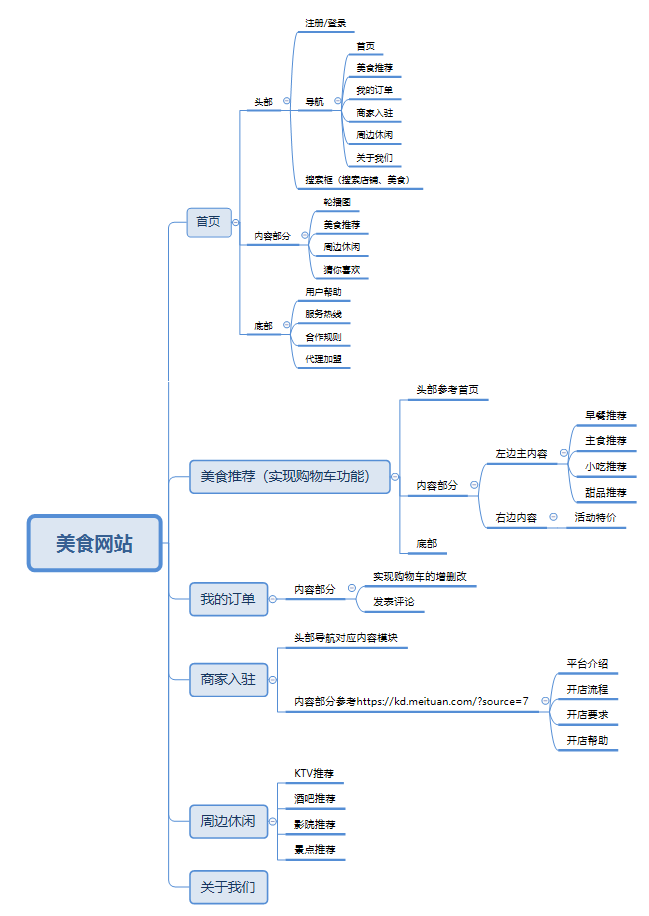 美食网站
首页
头部
注册/登录
导航
首页
美食推荐
我的订单
商家入驻
周边休闲
关于我们
搜索框（搜索店铺、美食）
内容部分
轮播图
美食推荐
周边休闲
猜你喜欢
底部
用户帮助
服务热线
合作规则
代理加盟
美食推荐（实现购物车功能）
头部参考首页
内容部分
左边主内容
早餐推荐
主食推荐
小吃推荐
甜品推荐
右边内容
活动特价
底部
我的订单
内容部分
实现购物车的增删改
发表评论
商家入驻
头部导航对应内容模块
内容部分参考https://kd.meituan.com/?source=7
平台介绍
开店流程
开店要求
开店帮助
周边休闲
KTV推荐
酒吧推荐
影院推荐
景点推荐
关于我们